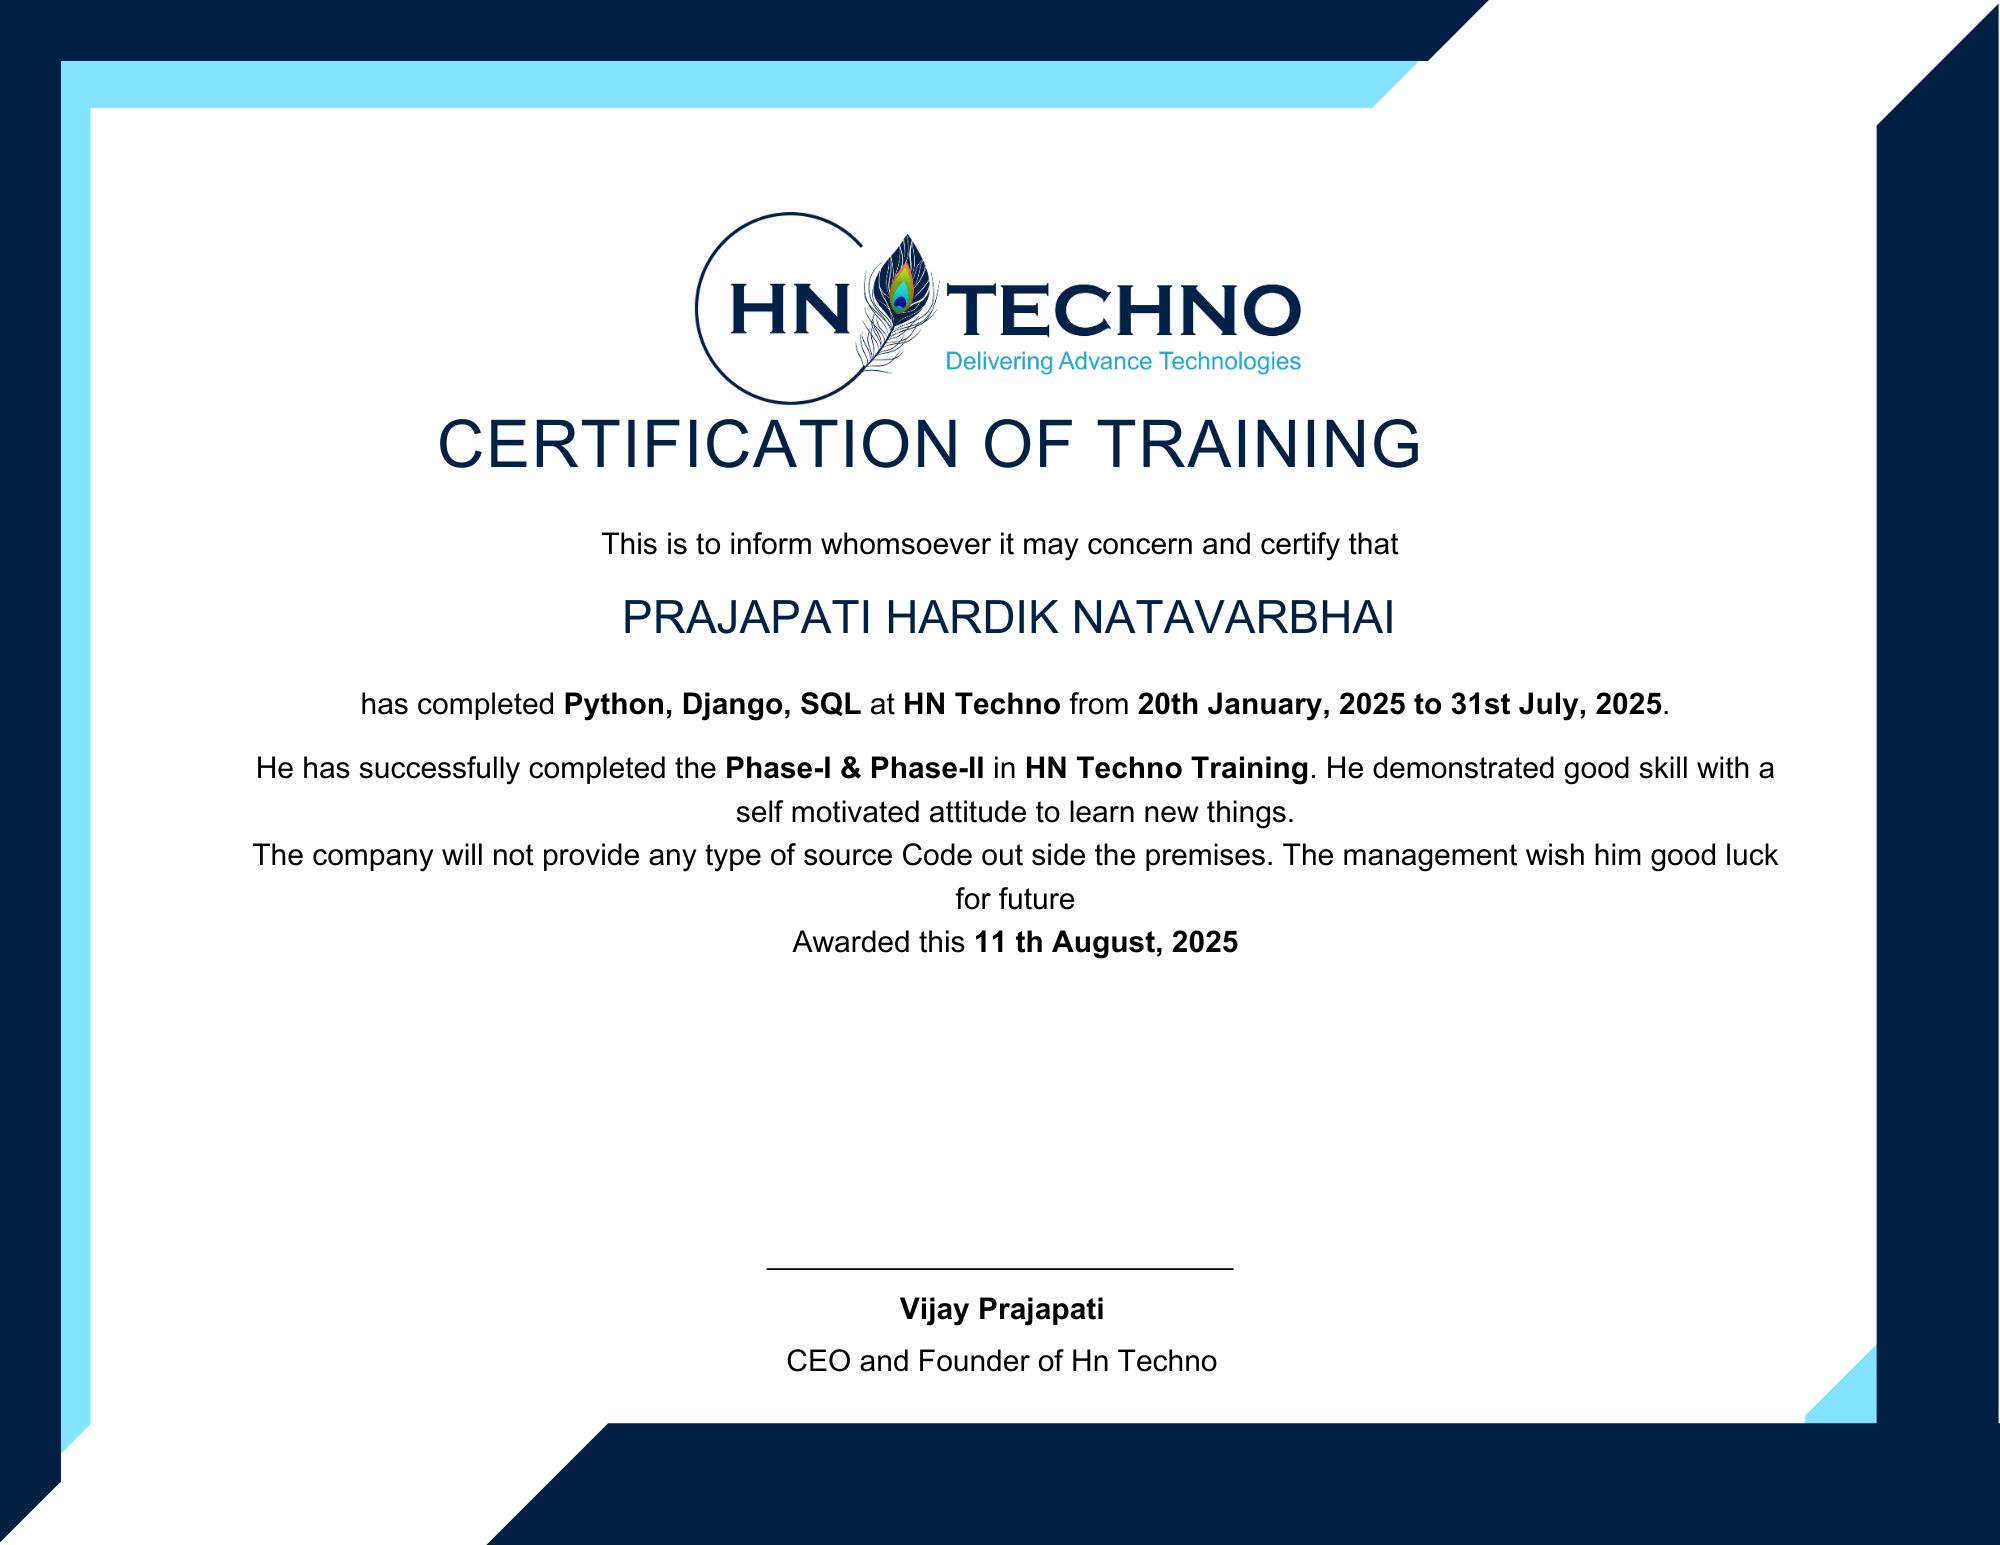 HN TECHNO
Delivering Advance Technologies
CERTIFICATION OF TRAINING
This is to inform whomsoever it may concern and certify that
PRAJAPATI HARDIK NATAVARBHAI
has completed Python, Django, SQL at HN Techno from 20th January, 2025 to 31st July, 2025.
He has successfully completed the Phase-I & Phase-II in HN Techno Training. He demonstrated good skill with a
self motivated attitude to learn new things.
The company will not provide any type of source Code out side the premises. The management wish him good luck
for future
Awarded this 11 th August, 2025
Vijay Prajapati
CEO and Founder of Hn Techno